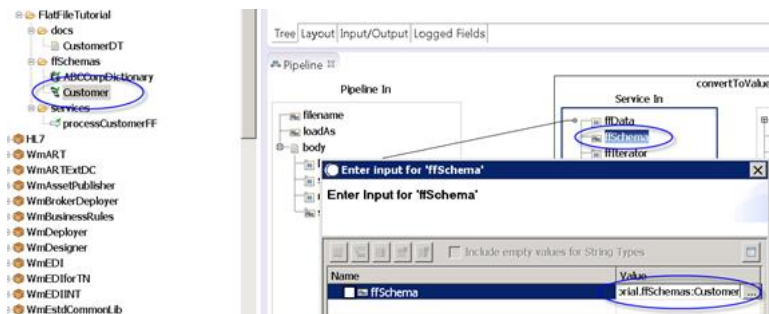 FlatFileTutorial
docs
CustomerDT
ffSchemas
ABCCorpDictionary
Customer
services
processCustomerFF
HL7
WmART
WmARTExtDC
WmAssetPublisher
WmBrokerDeployer
WmBusinessRules
WmDeployer
WmDesigner
WmEDI
WmEDIforTN
WmEDIINT
WmEstdCommonLib
Tree Layout Input/Output Logged Fields
Pipeline
Pipeline In
convertToValue
Service In
filename
loadAs
body
ffData
ffSchema
ffIterator
Enter input for 'ffSchema'
Enter Input for 'ffSchema'
Include empty values for String Types
Name Value
ffSchema orial.ffSchemas:Customer ...